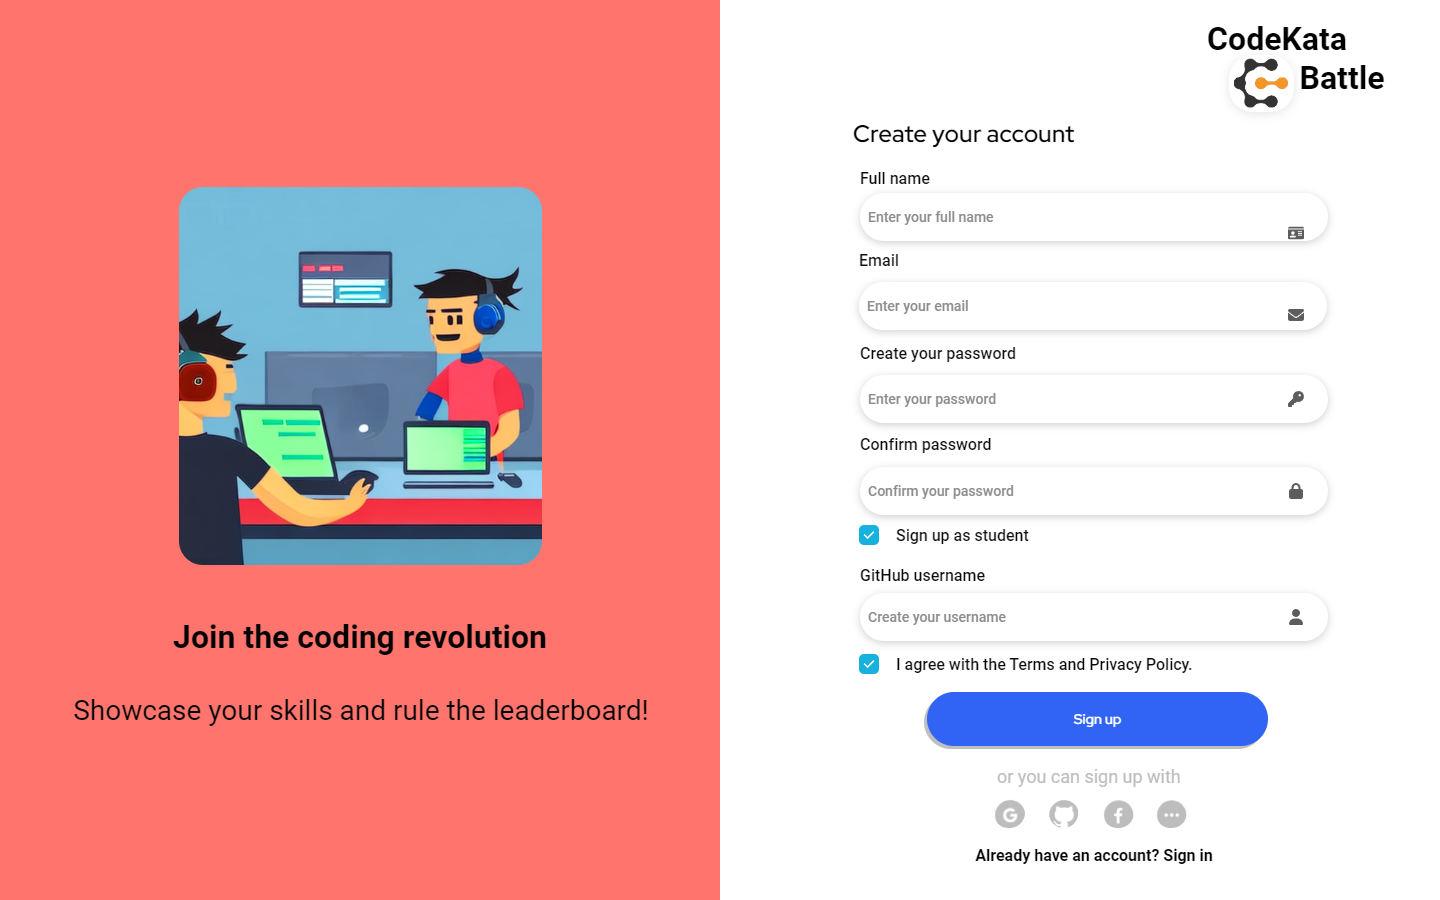 Join the coding revolution
Showcase your skills and rule the leaderboard!
CodeKata
Battle
Create your account
Full name
Enter your full name
Email
Enter your email
Create your password
Enter your password
Confirm password
Confirm your password
Sign up as student
GitHub username
Create your username
I agree with the Terms and Privacy Policy.
Sign up
or you can sign up with
Already have an account? Sign in